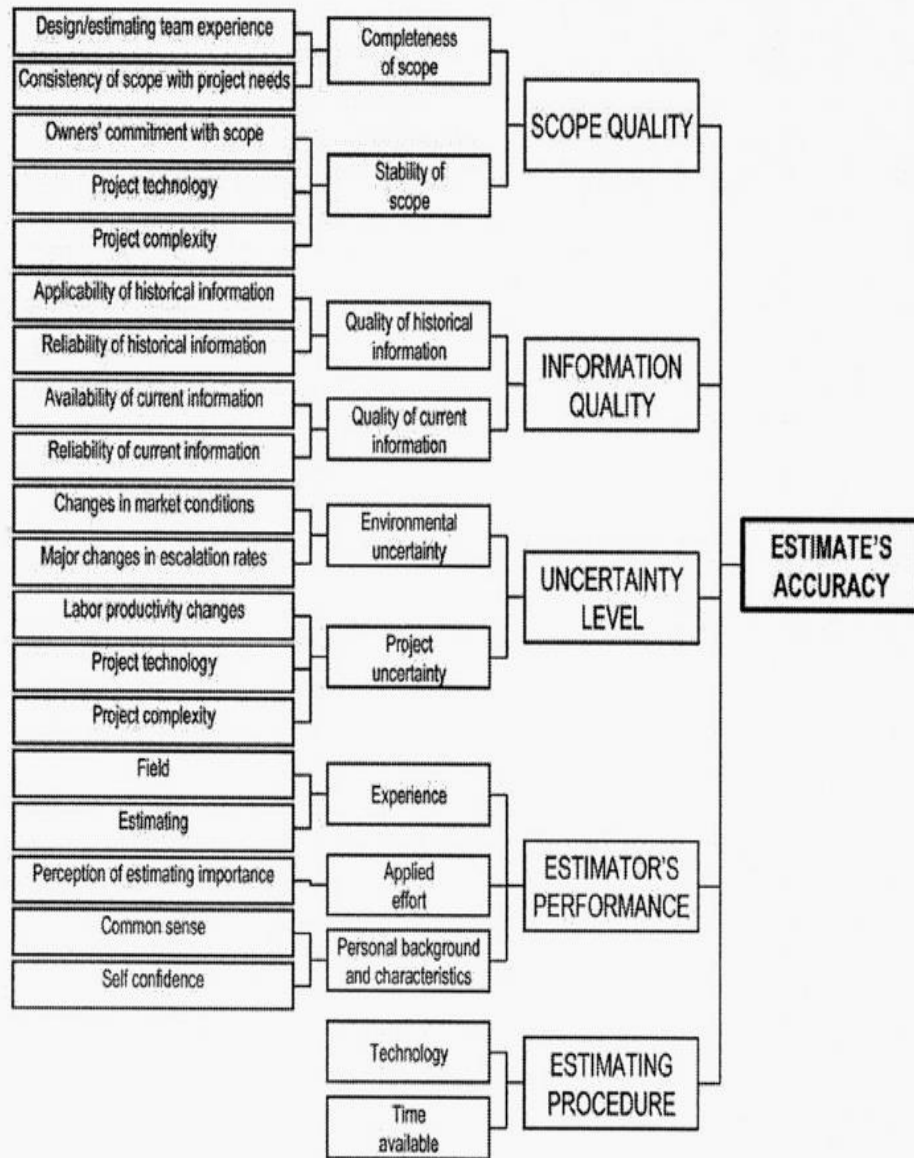 Design/estimating team experience
Consistency of scope with project needs
Owners' commitment with scope
Project technology
Project complexity
Applicability of historical information
Reliability of historical information
Availability of current information
Reliability of current information
Changes in market conditions
Major changes in escalation rates
Labor productivity changes
Project technology
Project complexity
Field
Estimating
Perception of estimating importance
Common sense
Self confidence
Completeness
of scope
Stability of
scope
Quality of historical
information
Quality of current
information
Environmental
uncertainty
Project
uncertainty
Experience
Applied
effort
Personal background
and characteristics
Technology
Time
available
SCOPE QUALITY
INFORMATION
QUALITY
UNCERTAINTY
LEVEL
ESTIMATOR'S
PERFORMANCE
ESTIMATING
PROCEDURE
ESTIMATE'S
ACCURACY